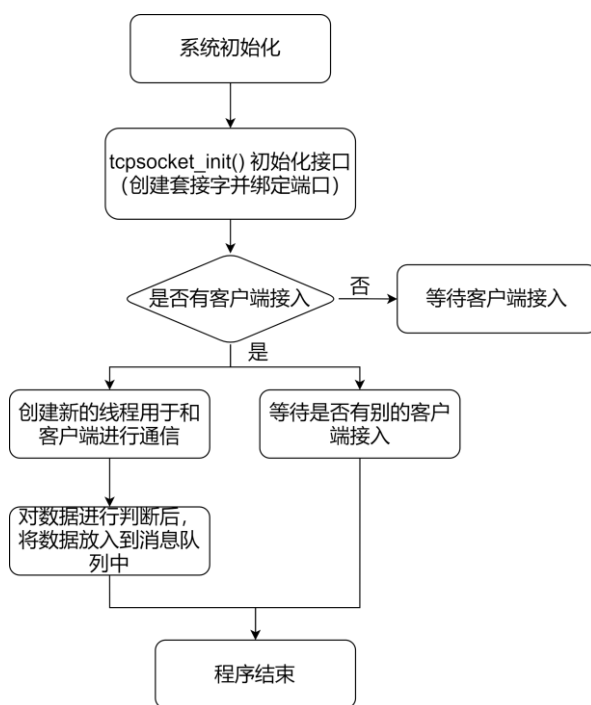 系统初始化
tcpsocket_init() 初始化接口
（创建套接字并绑定端口）
是否有客户端接入
否
等待客户端接入
是
创建新的线程用于和
客户端进行通信
等待是否有别的客户
端接入
对数据进行判断后，
将数据放入到消息队
列中
程序结束